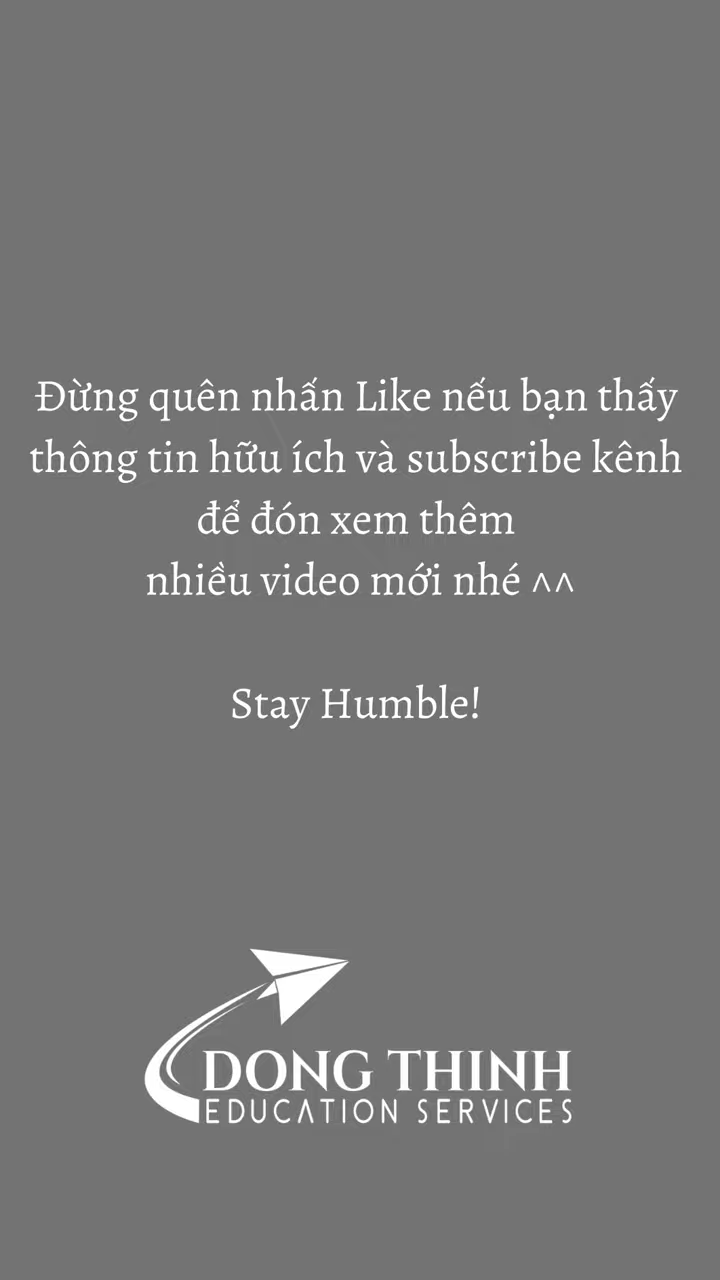 Đừng quên nhấn Like nếu bạn thấy
thông tin hữu ích và subscribe kênh
để đón xem thêm
nhiều video mới nhé ^^
Stay Humble!
DONG THINH
EDUCATION SERVICES